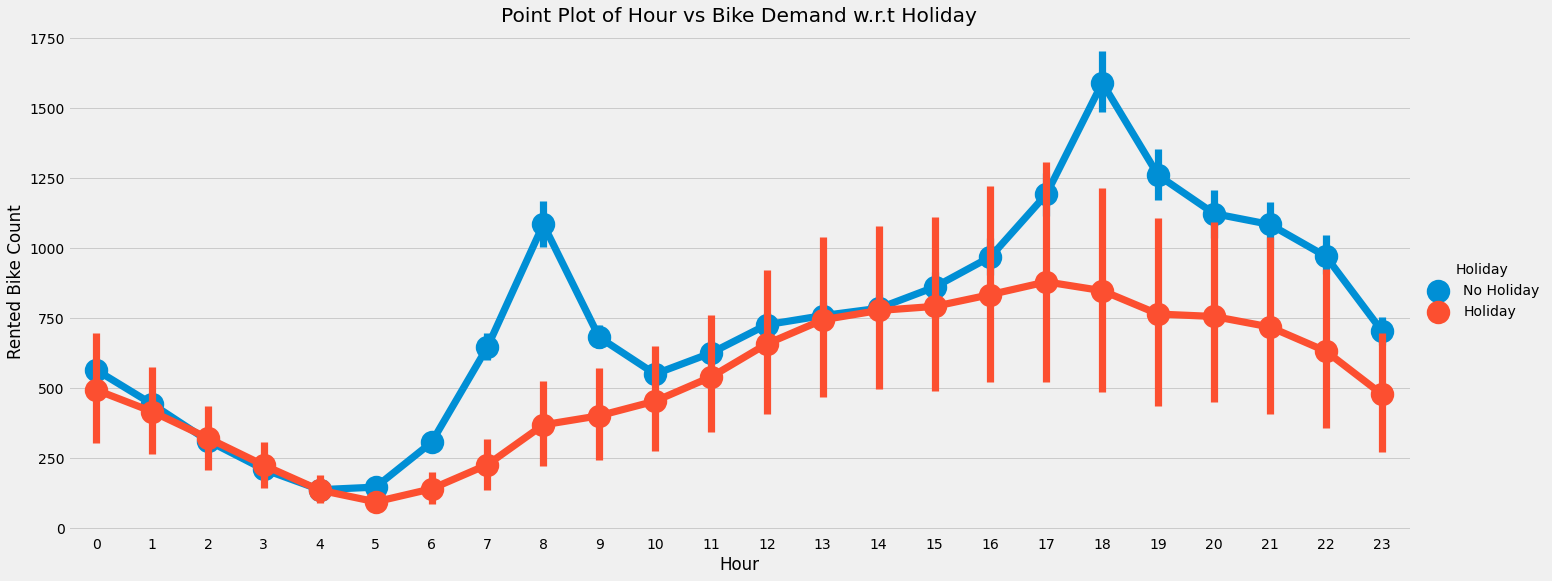 Point Plot of Hour vs Bike Demand w.r.t Holiday
Rented Bike Count
1750
1500
1250
1000
750
500
250
0
0 1 2 3 4 5 6 7 8 9 10 11 12 13 14 15 16 17 18 19 20 21 22 23
Hour
Holiday
No Holiday
Holiday